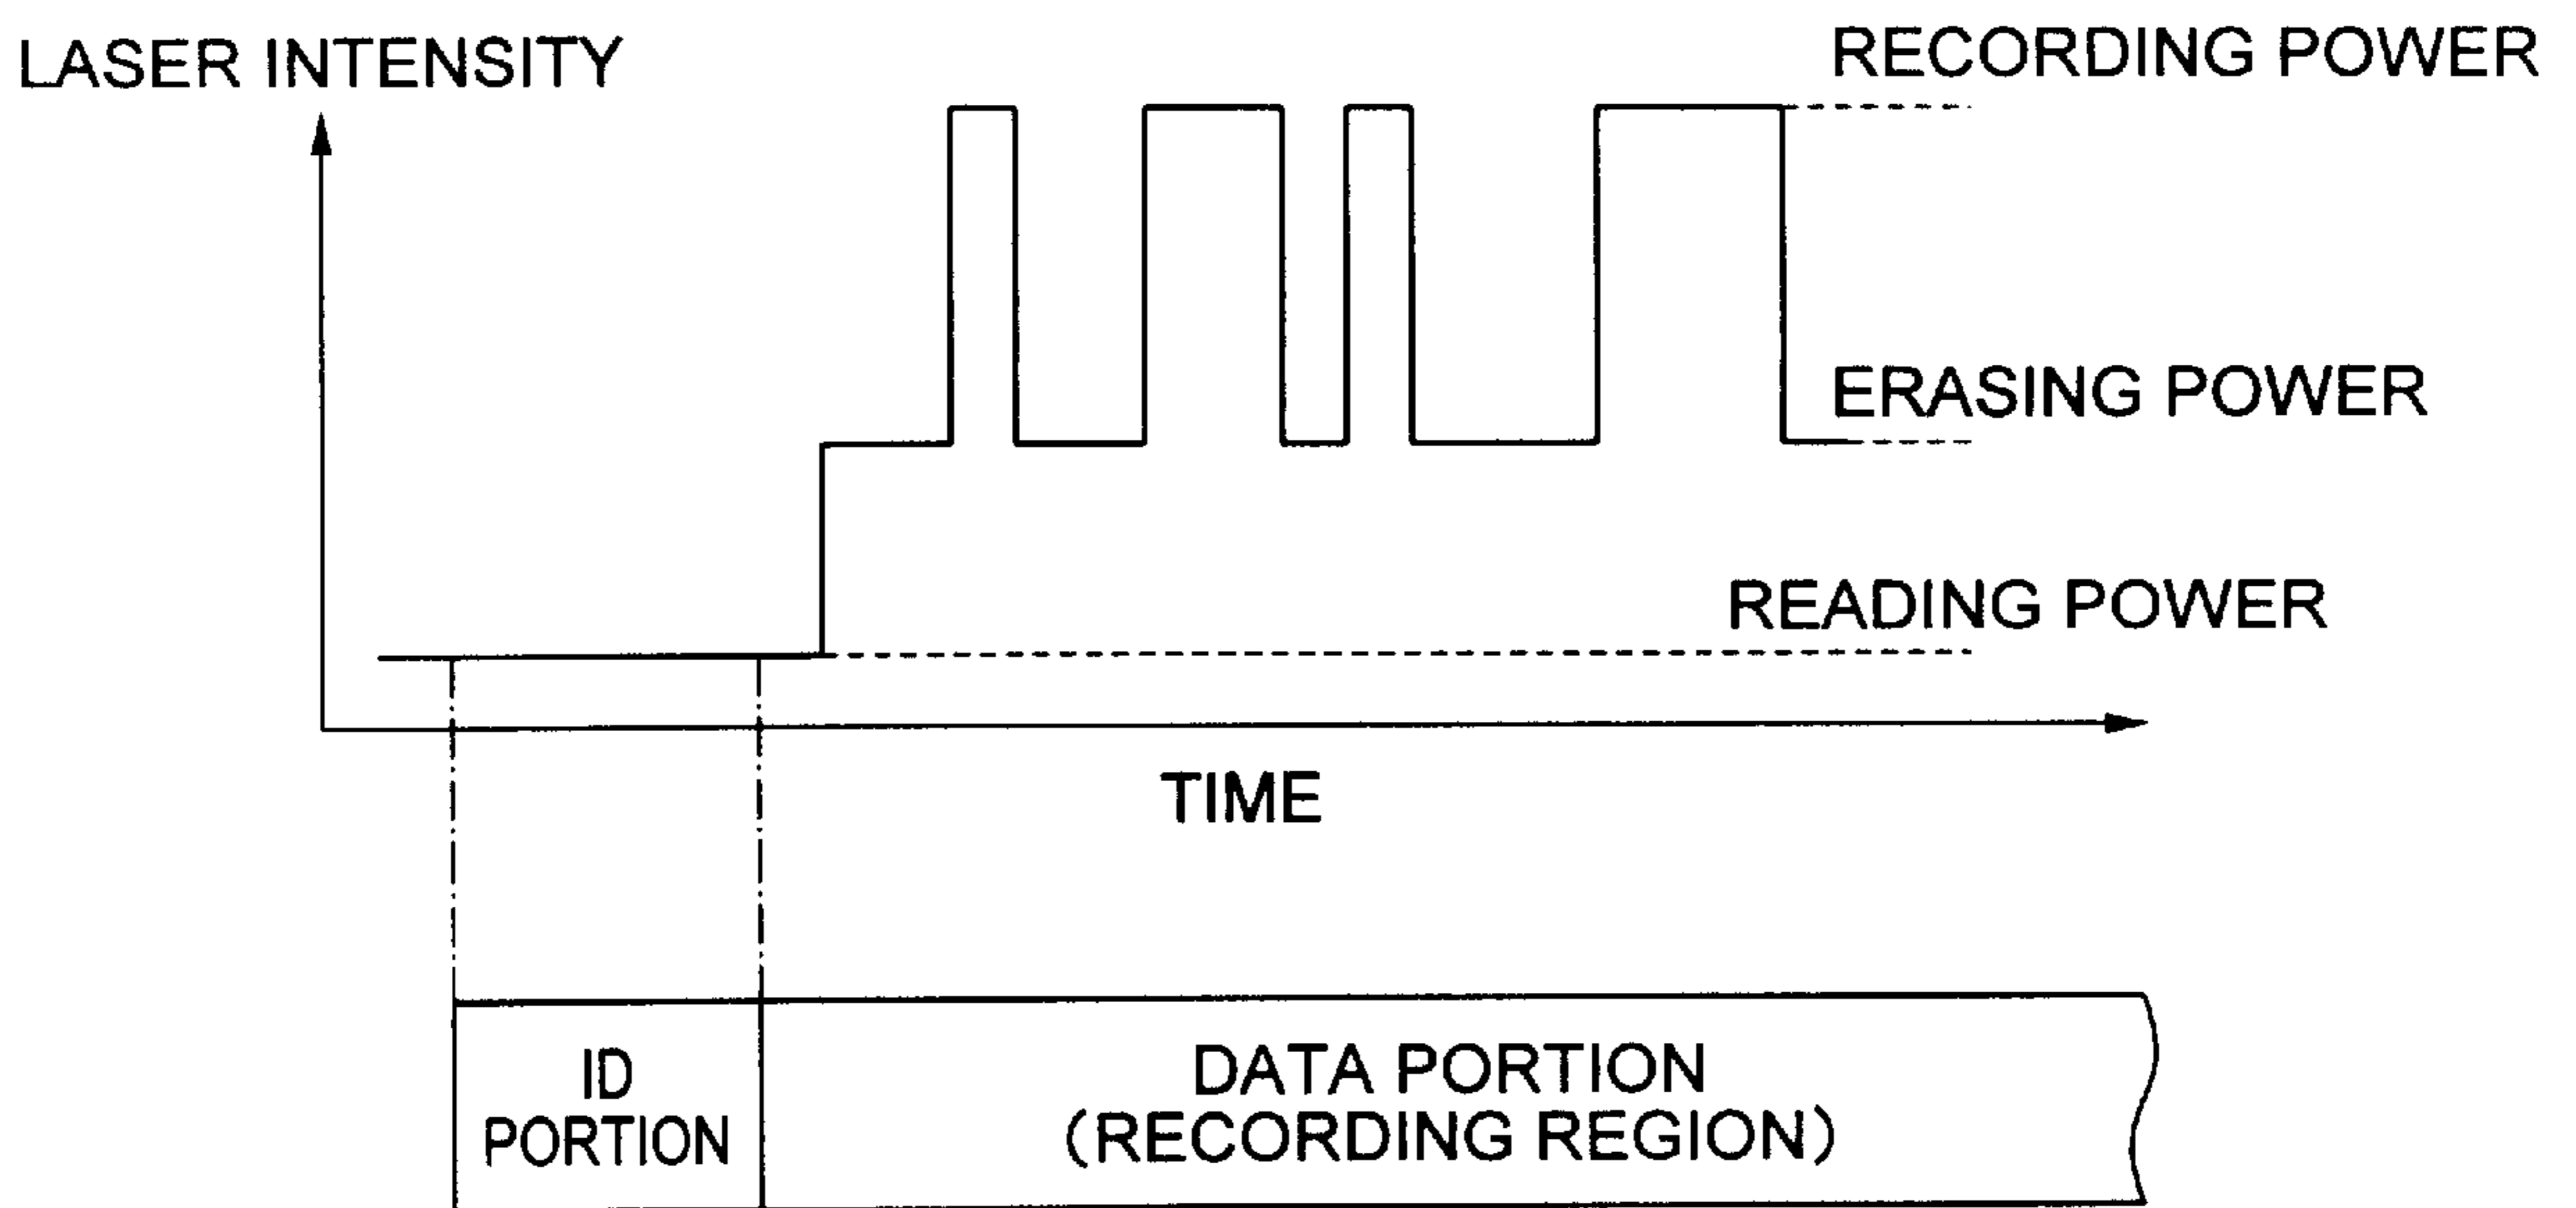 LASER INTENSITY
RECORDING POWER
ERASING POWER
READING POWER
TIME
ID
PORTION
DATA PORTION
(RECORDING REGION)